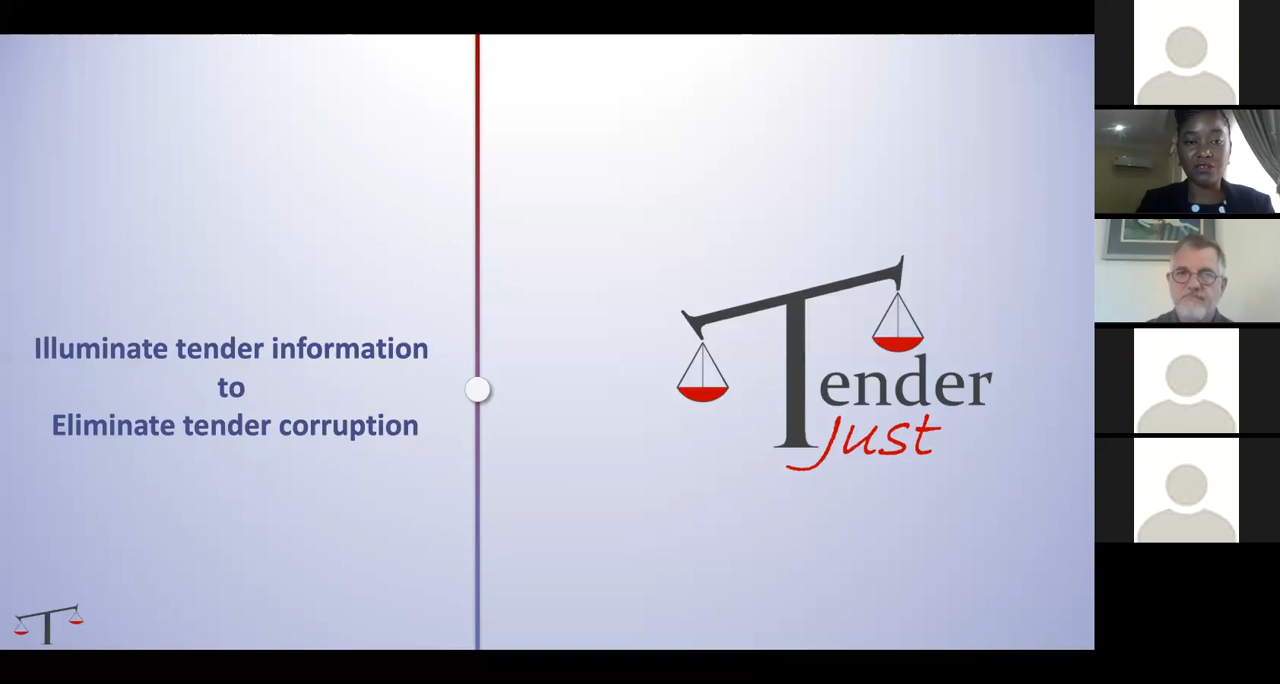 Illuminate tender information
to
Eliminate tender corruption
Tender
Just